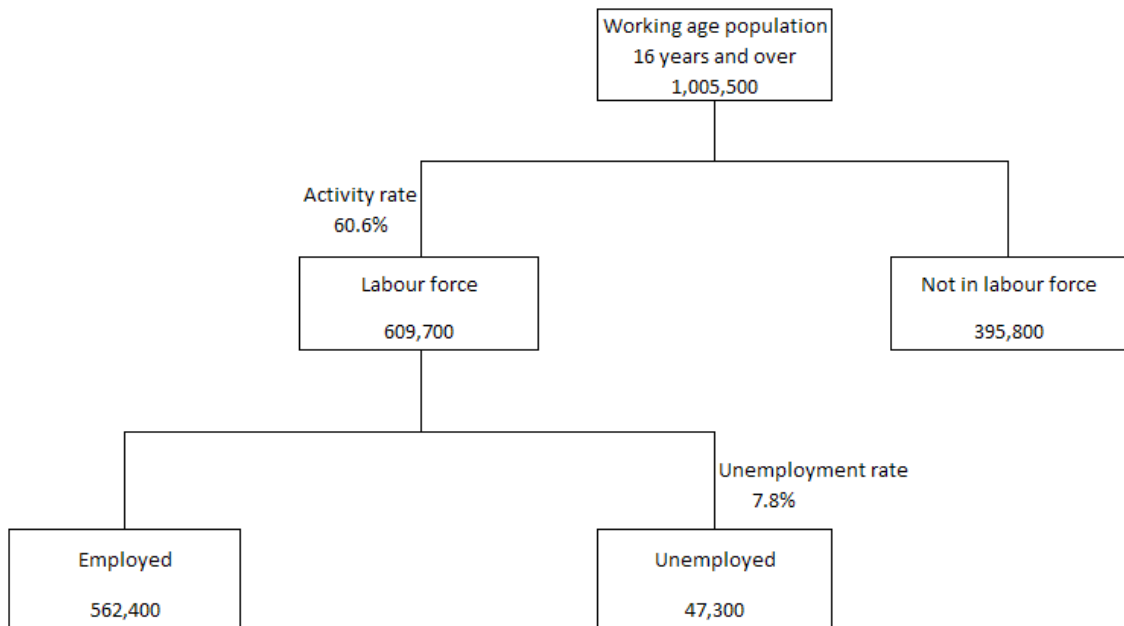 Working age population
16 years and over
1,005,500
Activity rate
60.6%
Labour force
609,700
Not in labour force
395,800
Unemployment rate
7.8%
Employed
562,400
Unemployed
47,300